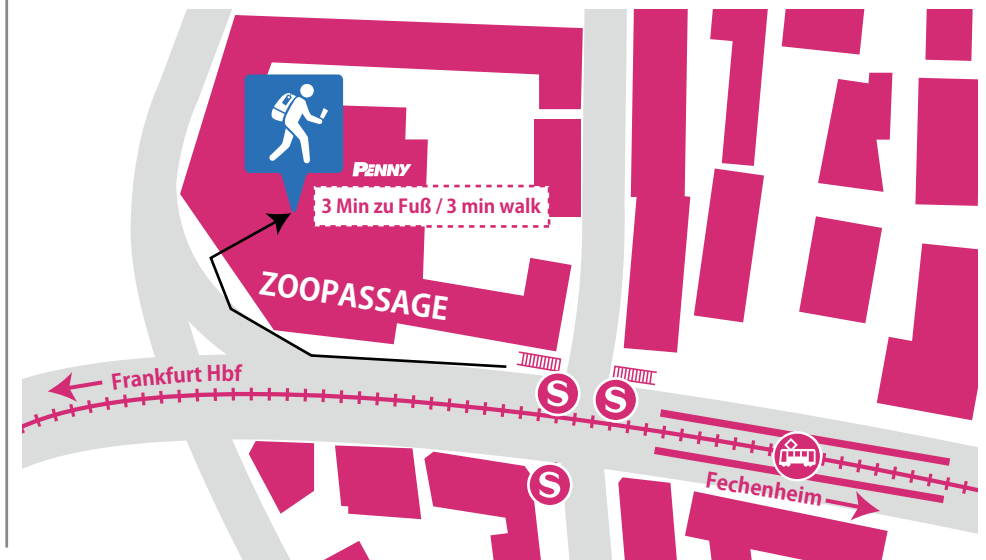 PENNY
3 Min zu Fuß / 3 min walk
ZOOPASSAGE
Frankfurt Hbf
S
S
Fechenheim
S